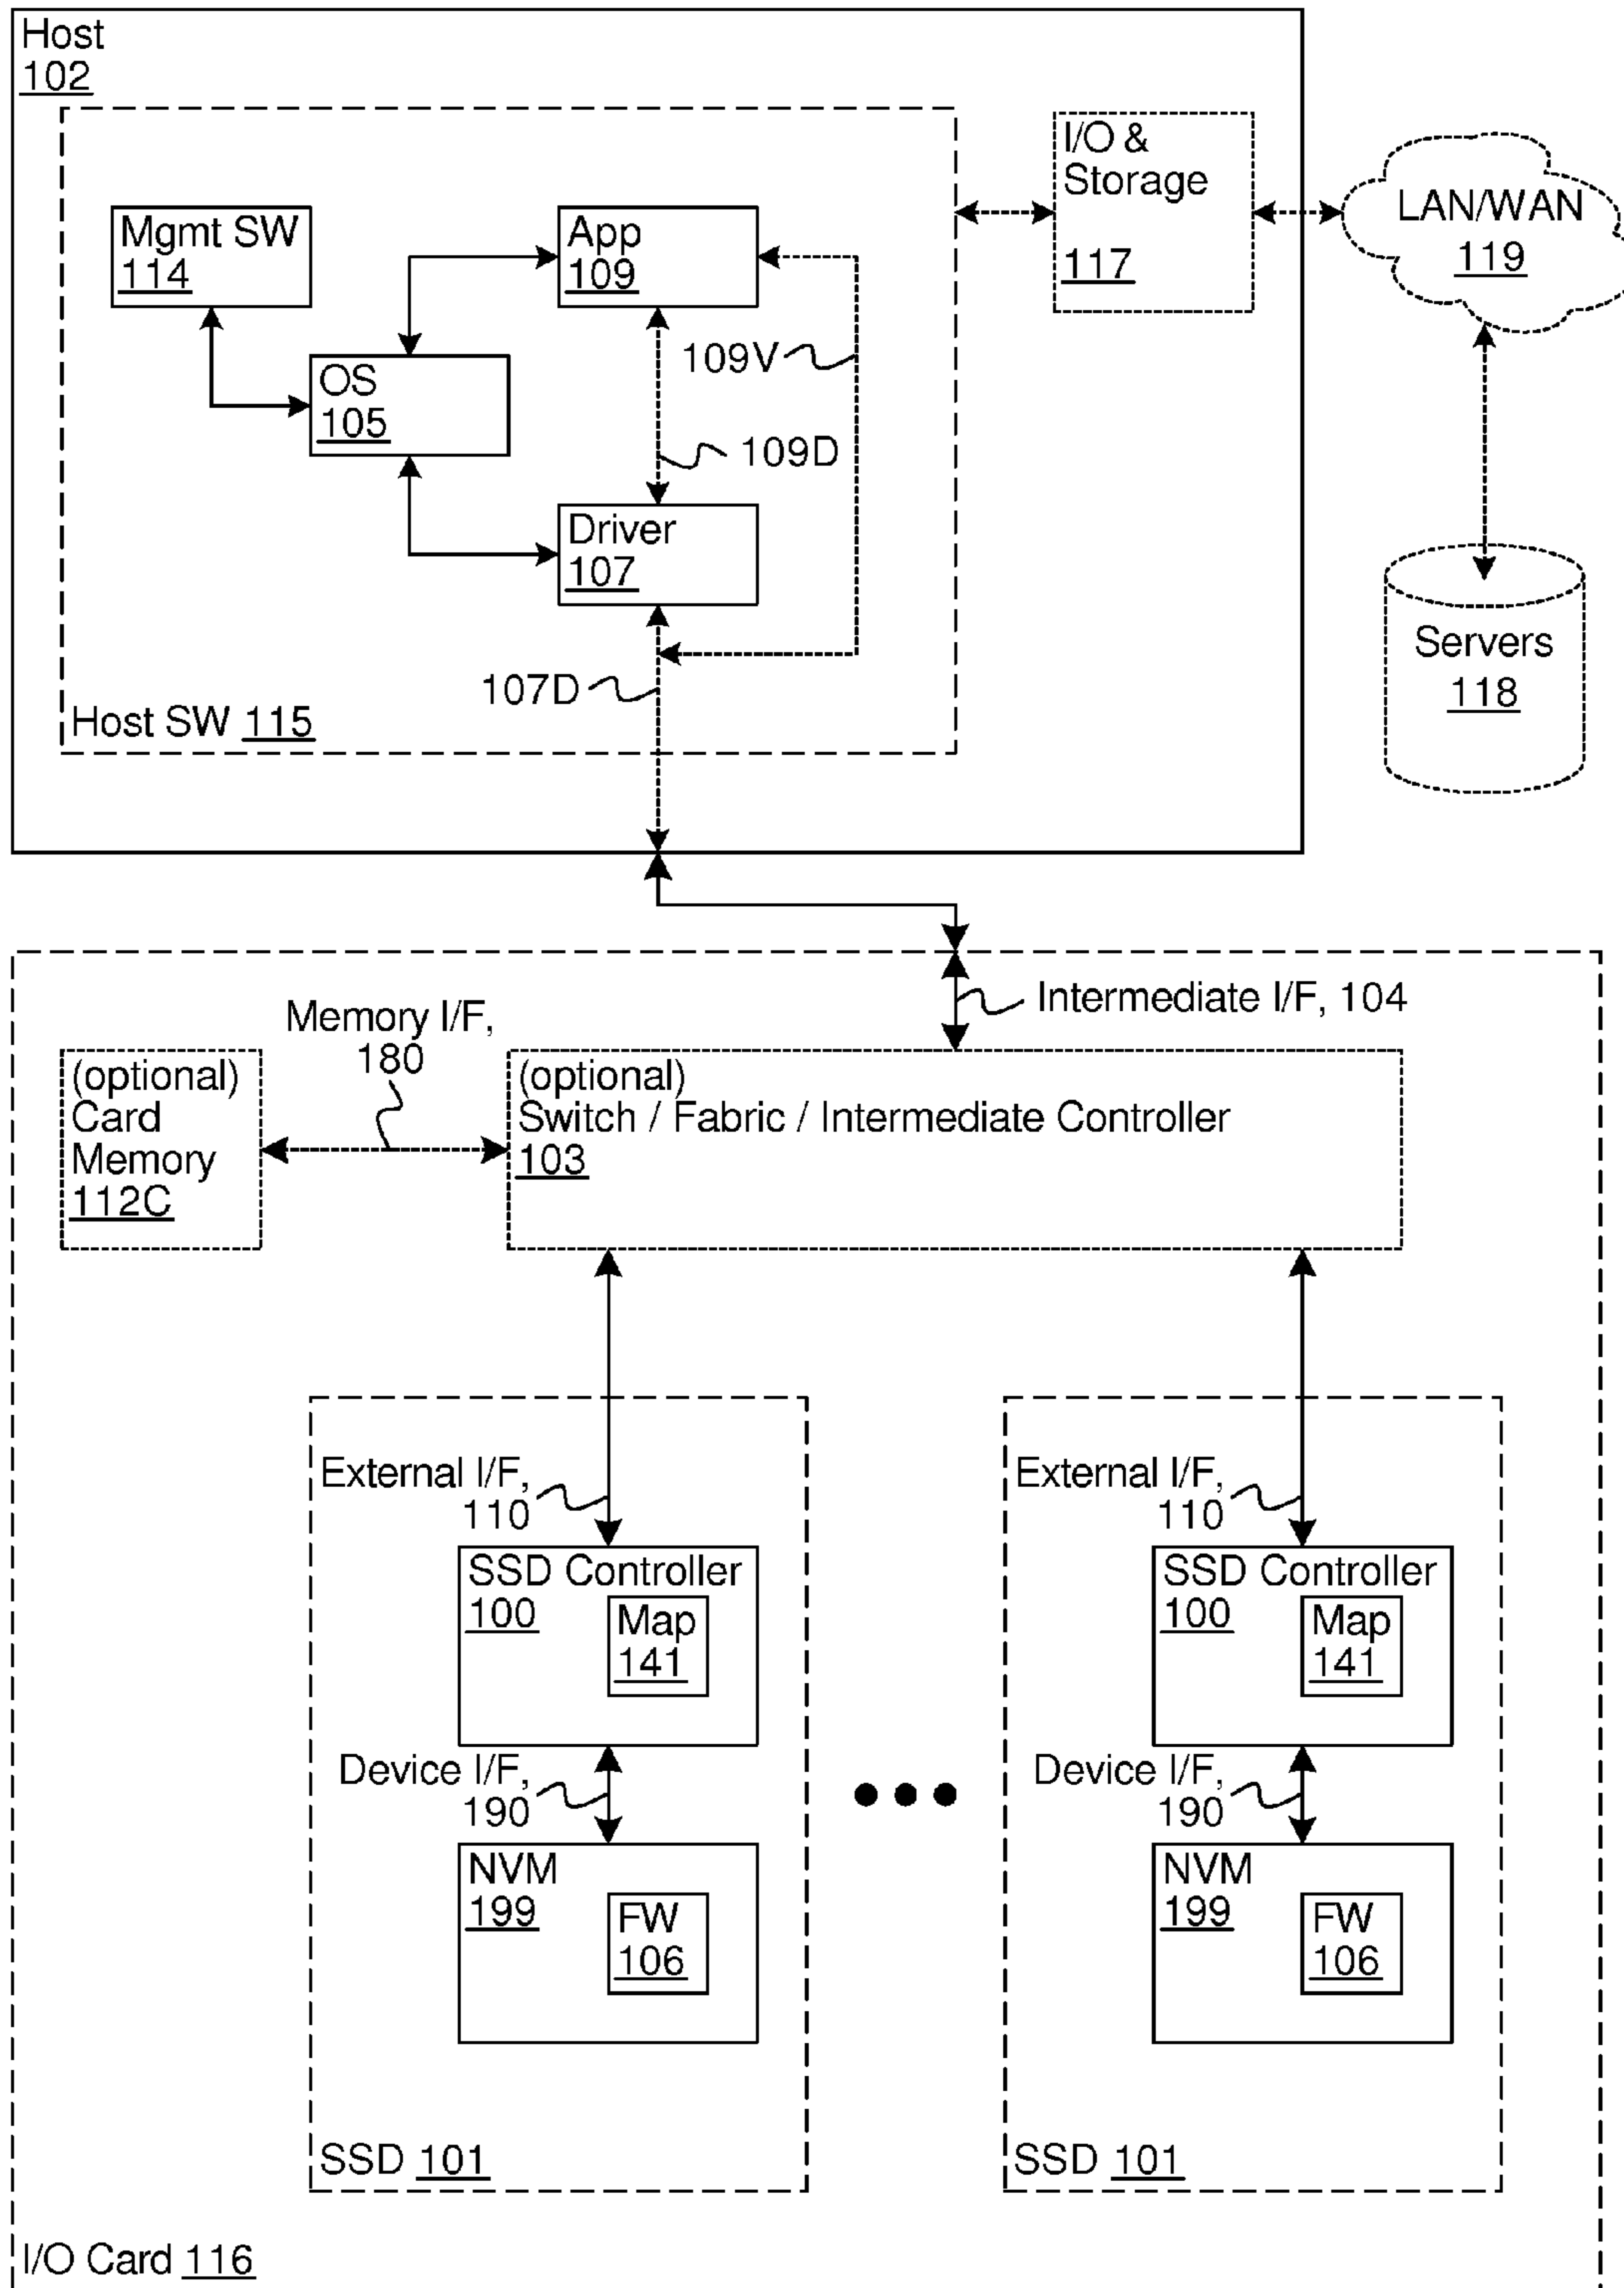 Host
102
I/O &
Storage
117
LAN/WAN
119
Mgmt SW
114
App
109
109V
OS
105
109D
Driver
107
Servers
118
107D
Host SW 115
Intermediate I/F, 104
Memory I/F,
180
(optional)
Card
Memory
112C
(optional)
Switch / Fabric / Intermediate Controller
103
External I/F,
110
External I/F,
110
SSD Controller
100
Map
141
SSD Controller
100
Map
141
Device I/F,
190
Device I/F,
190
NVM
199
FW
106
NVM
199
FW
106
SSD 101
SSD 101
I/O Card 116